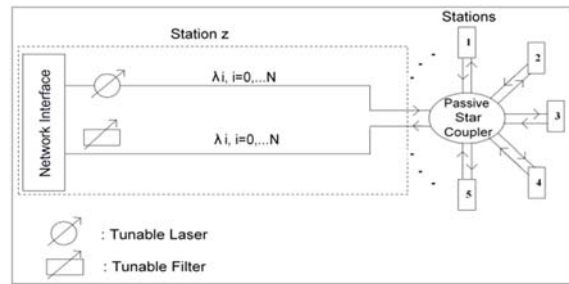 Station z
Stations
Network Interface
λi, i=0,...N
λi, i=0,...N
Passive
Star
Coupler
1
2
3
4
5
: Tunable Laser
: Tunable Filter